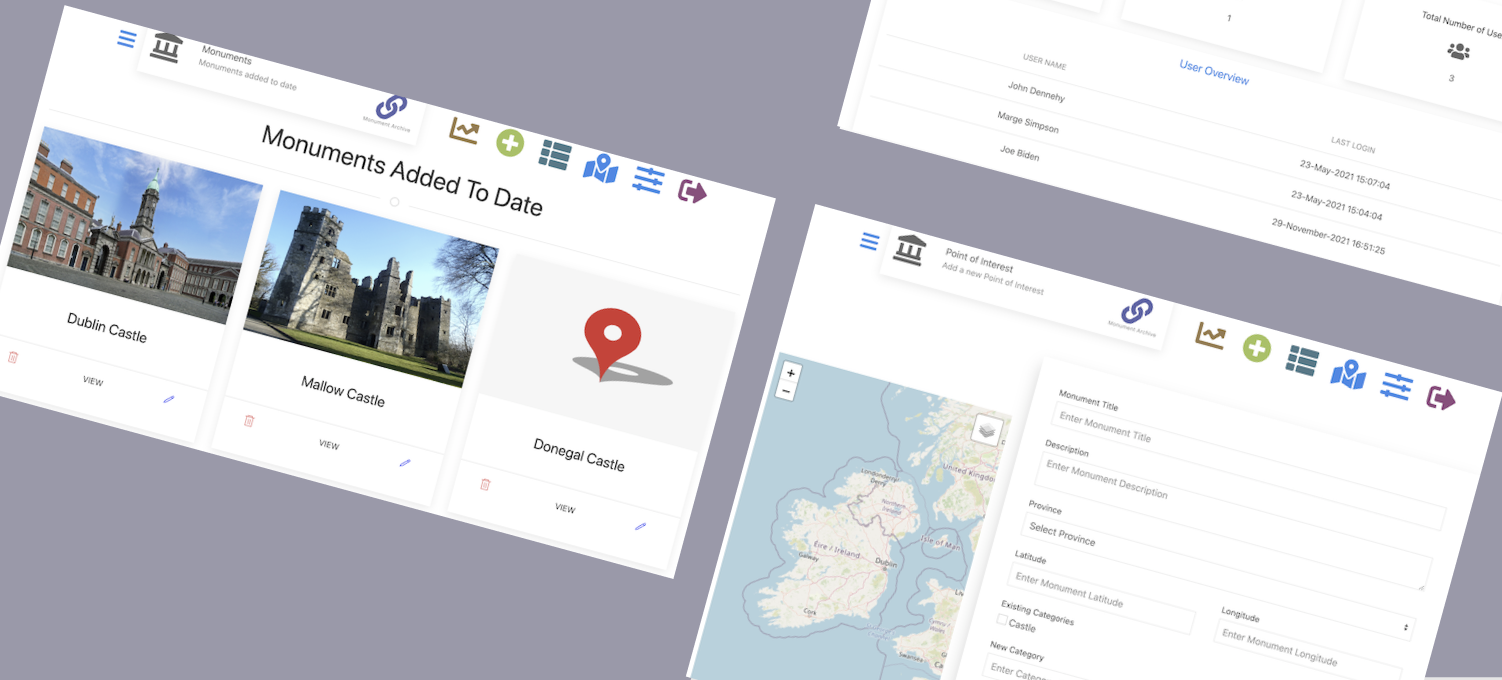 Monuments
Monuments added to date
Monument Archive
Monuments Added To Date
Dublin Castle
VIEW
Mallow Castle
VIEW
Donegal Castle
VIEW
1
Total Number of Use
3
User Overview
USER NAME
LAST LOGIN
John Dennehy
23-May-2021 15:07:04
Marge Simpson
23-May-2021 15:04:04
Joe Biden
29-November-2021 16:51:25
Point of Interest
Add a new Point of Interest
Monument Archive
+
−
United Kingdo
Londonderry/
Derry
Northern
Ireland
Isle of Man
Éire / Ireland
Galway
Dublin
Cork
Swansea
Monument Title
Enter Monument Title
Description
Enter Monument Description
Province
Select Province
Latitude
Enter Monument Latitude
Longitude
Enter Monument Longitude
Existing Categories
Castle
New Category
Enter Categ